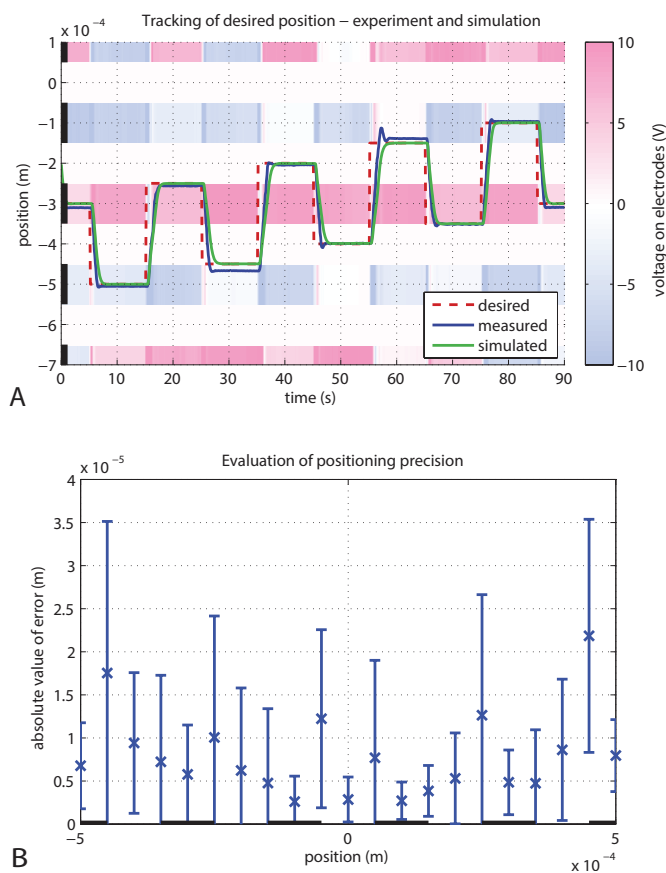 Tracking of desired position – experiment and simulation
x 10⁻⁴
1
0
−1
−2
−3
−4
−5
−6
−7
position (m)
0 10 20 30 40 50 60 70 80 90
time (s)
desired
measured
simulated
10
5
0
−5
−10
voltage on electrodes (V)
A
Evaluation of positioning precision
x 10⁻⁵
4
3.5
3
2.5
2
1.5
1
0.5
0
absolute value of error (m)
-5 0 5
position (m)
x 10⁻⁴
B